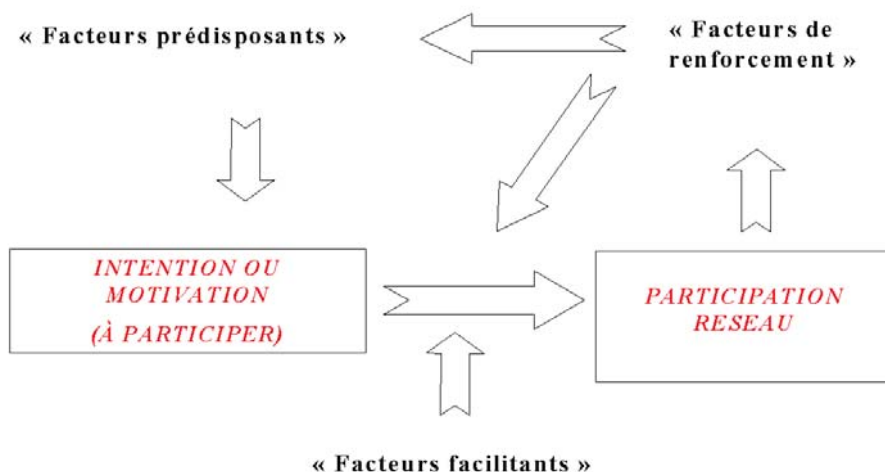 « Facteurs prédisposants »
« Facteurs de
renforcement »
INTENTION OU
MOTIVATION
(À PARTICIPER)
PARTICIPATION
RESEAU
« Facteurs facilitants »